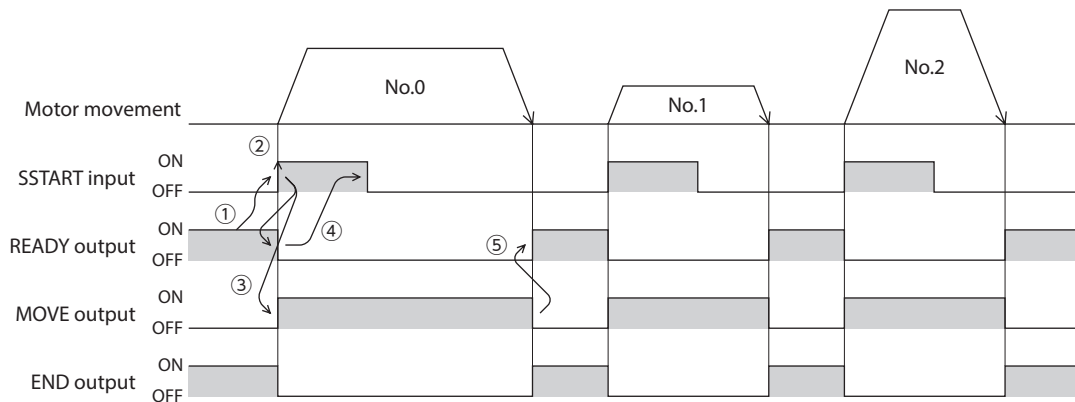 No.0
No.1
No.2
Motor movement
ON
SSTART input
OFF
②
①
④
ON
READY output
OFF
⑤
③
ON
MOVE output
OFF
ON
END output
OFF